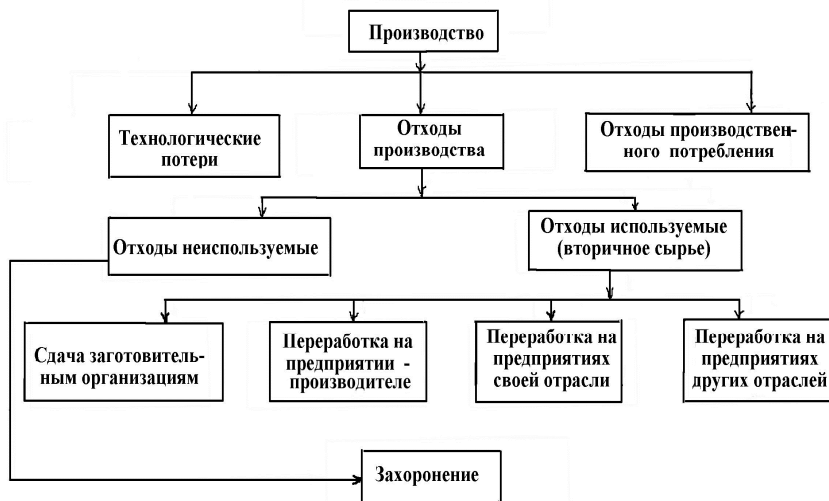 Производство
Технологические
потери
Отходы
производства
Отходы производствен-
ного потребления
Отходы неиспользуемые
Отходы используемые
(вторичное сырье)
Сдача заготовитель-
ным организациям
Переработка на
предприятии -
производителе
Переработка на
предприятиях
своей отрасли
Переработка на
предприятиях
других отраслей
Захоронение